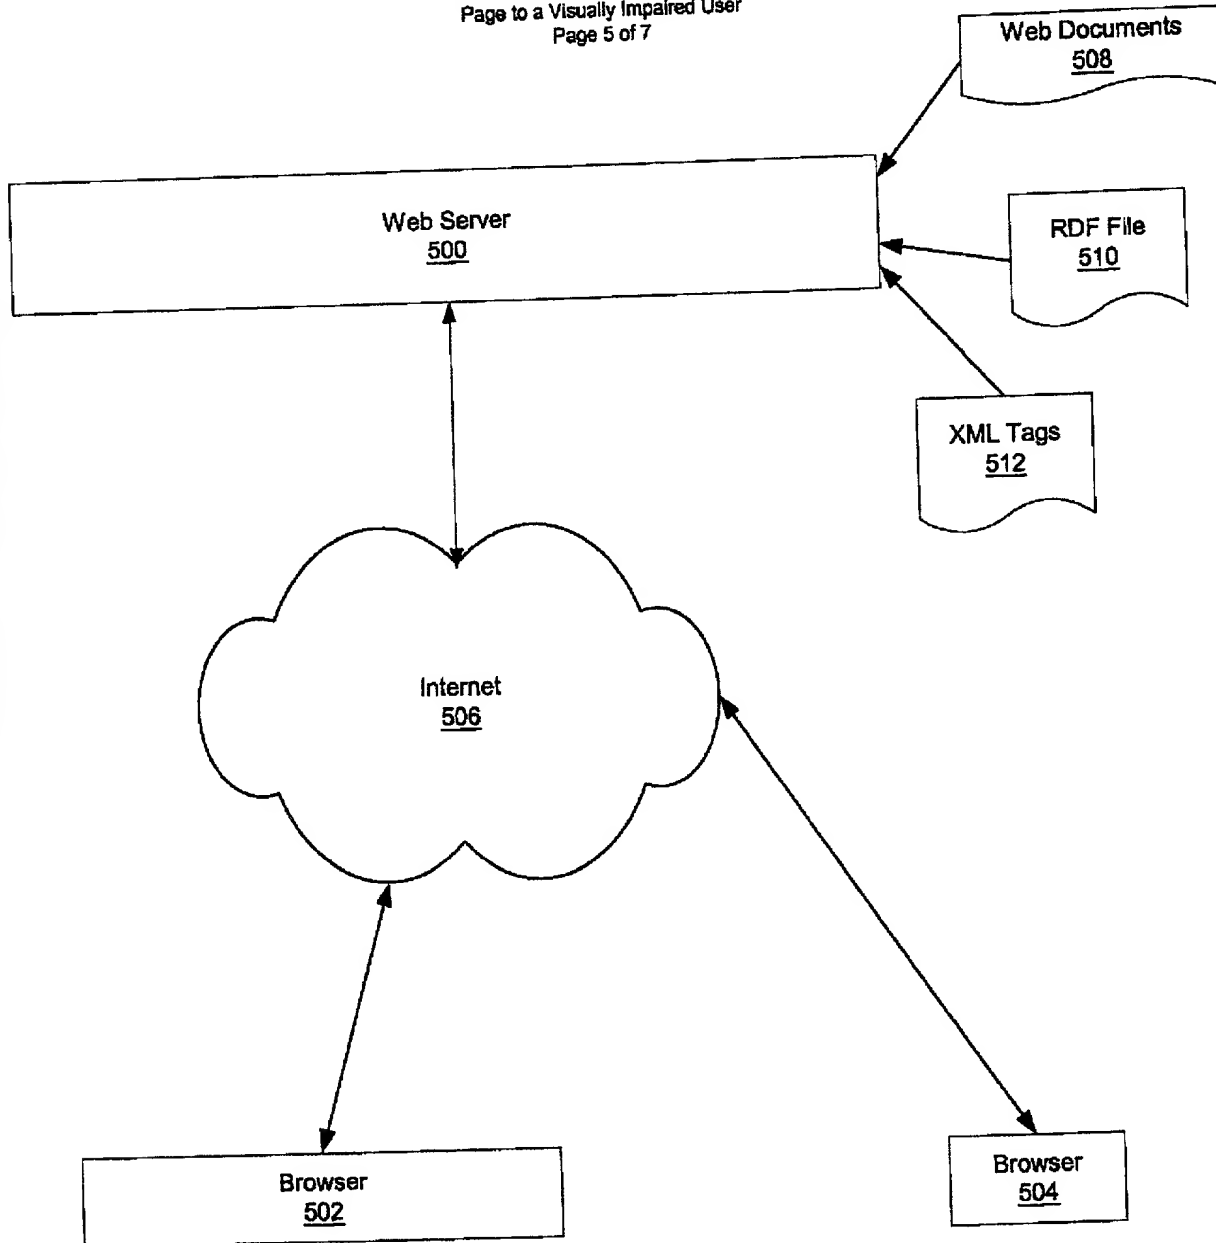 Page to a Visually Impaired User
Page 5 of 7
Web Documents
508
Web Server
500
RDF File
510
XML Tags
512
Internet
506
Browser
502
Browser
504